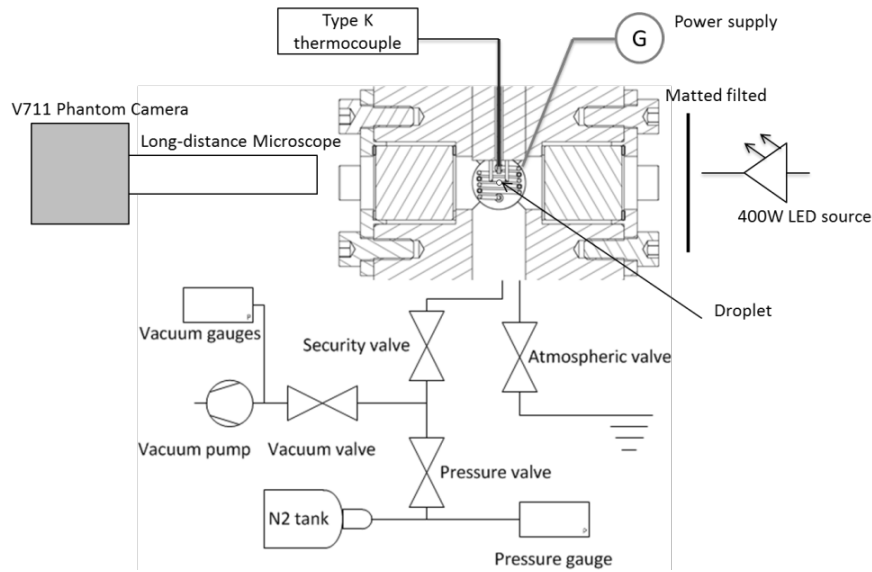 Type K
thermocouple
G
Power supply
V711 Phantom Camera
Long-distance Microscope
Matted filted
400W LED source
Droplet
P
Vacuum gauges
Security valve
Atmospheric valve
Vacuum pump
Vacuum valve
Pressure valve
N2 tank
P
Pressure gauge